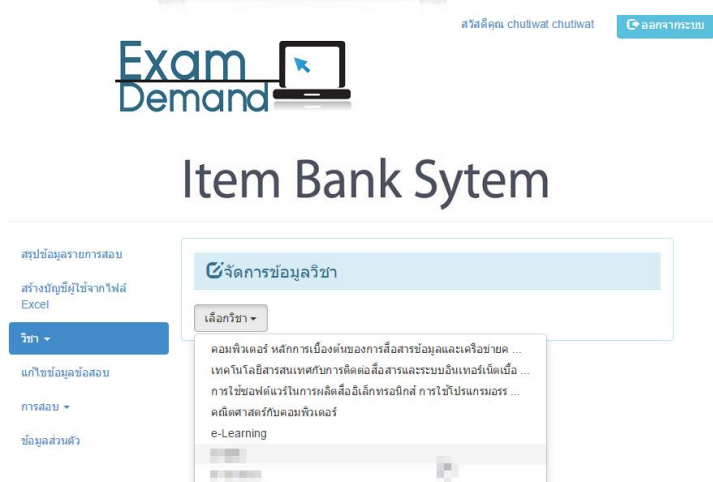 สวัสดีคุณ chutiwat chutiwat
ออกจากระบบ
Exam
Demand
Item Bank Sytem
สรุปข้อมูลรายการสอบ
สร้างบัญชีผู้ใช้จากไฟล์
Excel
วิชา
แก้ไขข้อมูลข้อสอบ
การสอบ
ข้อมูลส่วนตัว
จัดการข้อมูลวิชา
เลือกวิชา
คอมพิวเตอร์ หลักการเบื้องต้นของการสื่อสารข้อมูลและเครือข่ายค ...
เทคโนโลยีสารสนเทศกับการติดต่อสื่อสารและระบบอินเทอร์เน็ตเบื้อ ...
การใช้ซอฟต์แวร์ในการผลิตสื่ออิเล็กทรอนิกส์ การใช้โปรแกรมอรร ...
คณิตศาสตร์กับคอมพิวเตอร์
e-Learning